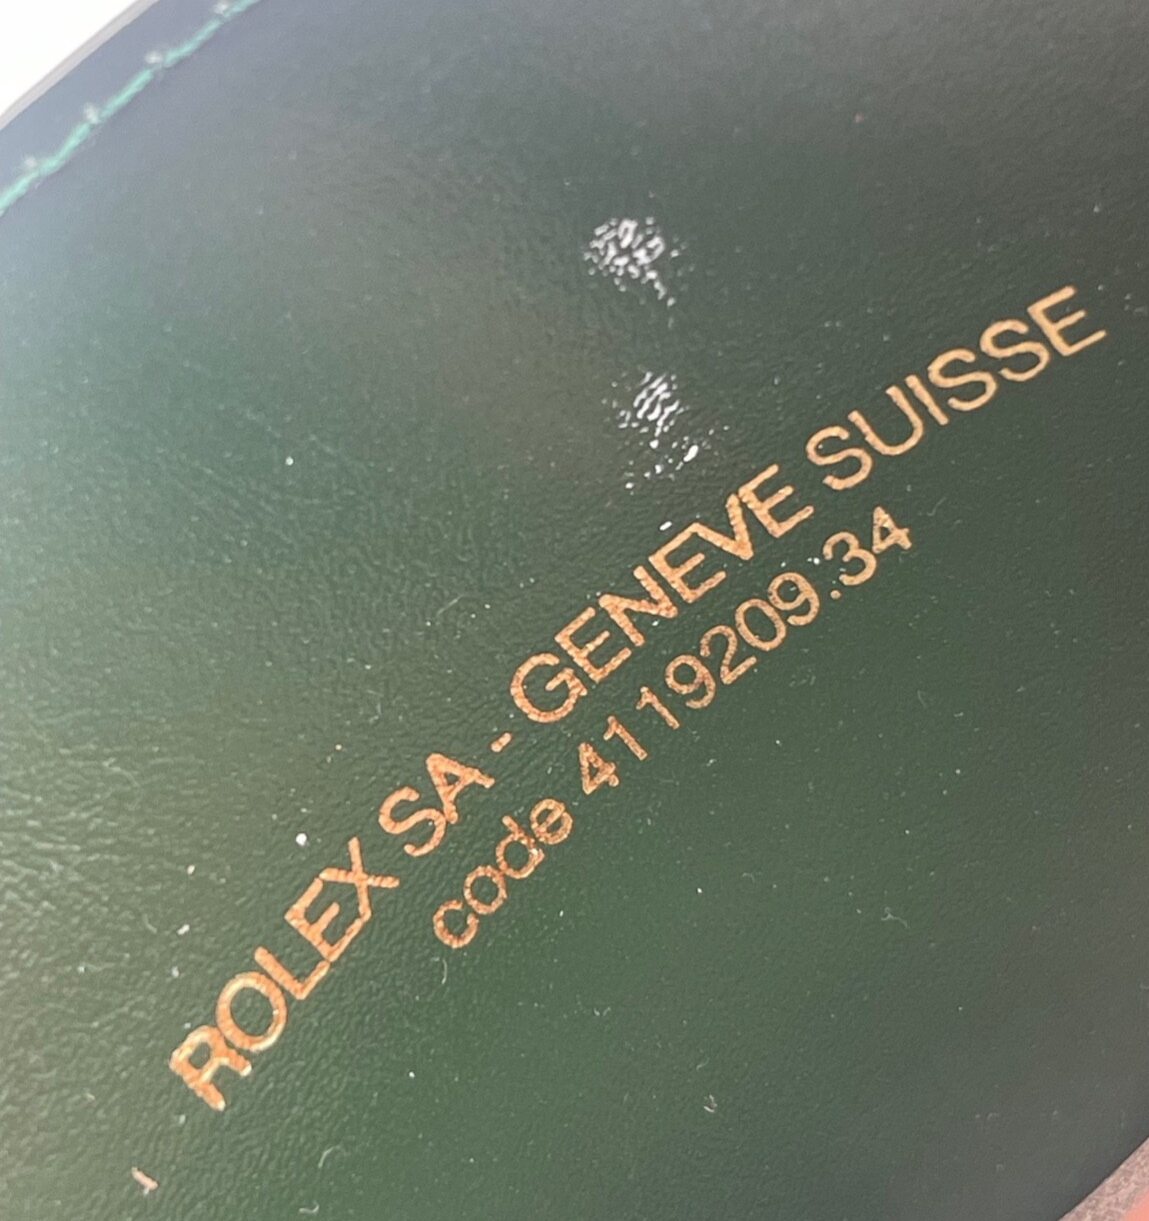 ROLEX SA - GENEVE SUISSE
code 4119209.34